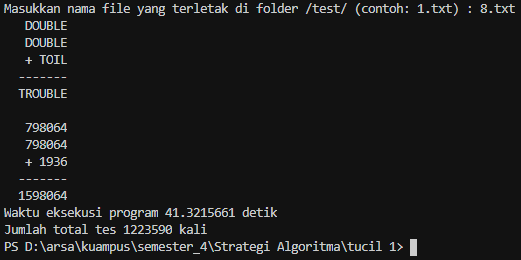 Masukkan nama file yang terletak di folder /test/ (contoh: 1.txt) : 8.txt
DOUBLE
DOUBLE
+ TOIL
-------
TROUBLE
798064
798064
+ 1936
-------
1598064
Waktu eksekusi program 41.3215661 detik
Jumlah total tes 1223590 kali
PS D:\arsa\kuampus\semester_4\Strategi Algoritma\tucil 1>